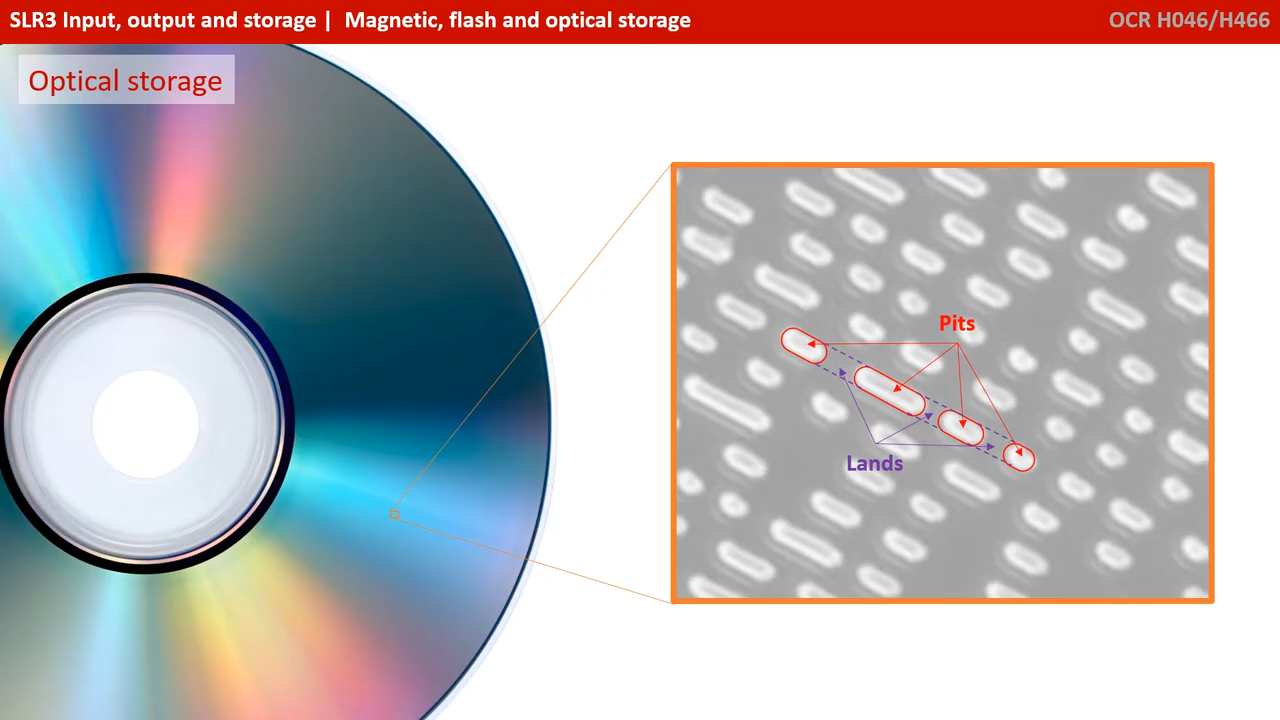 SLR3 Input, output and storage | Magnetic, flash and optical storage
OCR H046/H466
Optical storage
Pits
Lands